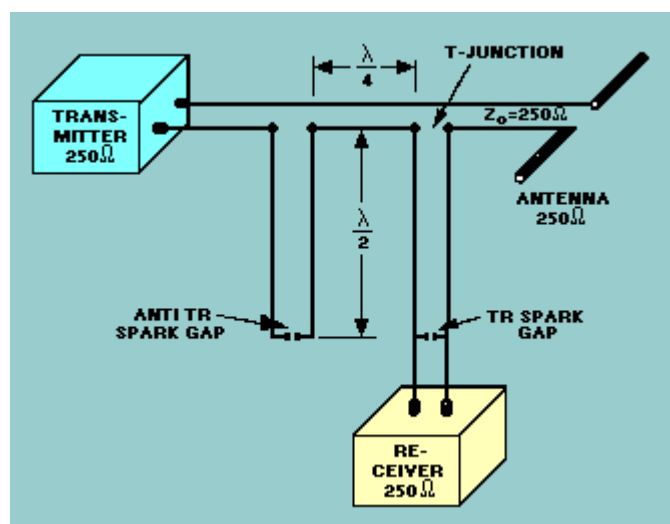 TRANS-
MITTER
250Ω
λ
4
T-JUNCTION
Z₀=250Ω
ANTENNA
250Ω
λ
2
ANTI TR
SPARK GAP
TR SPARK
GAP
RE-
CEIVER
250Ω